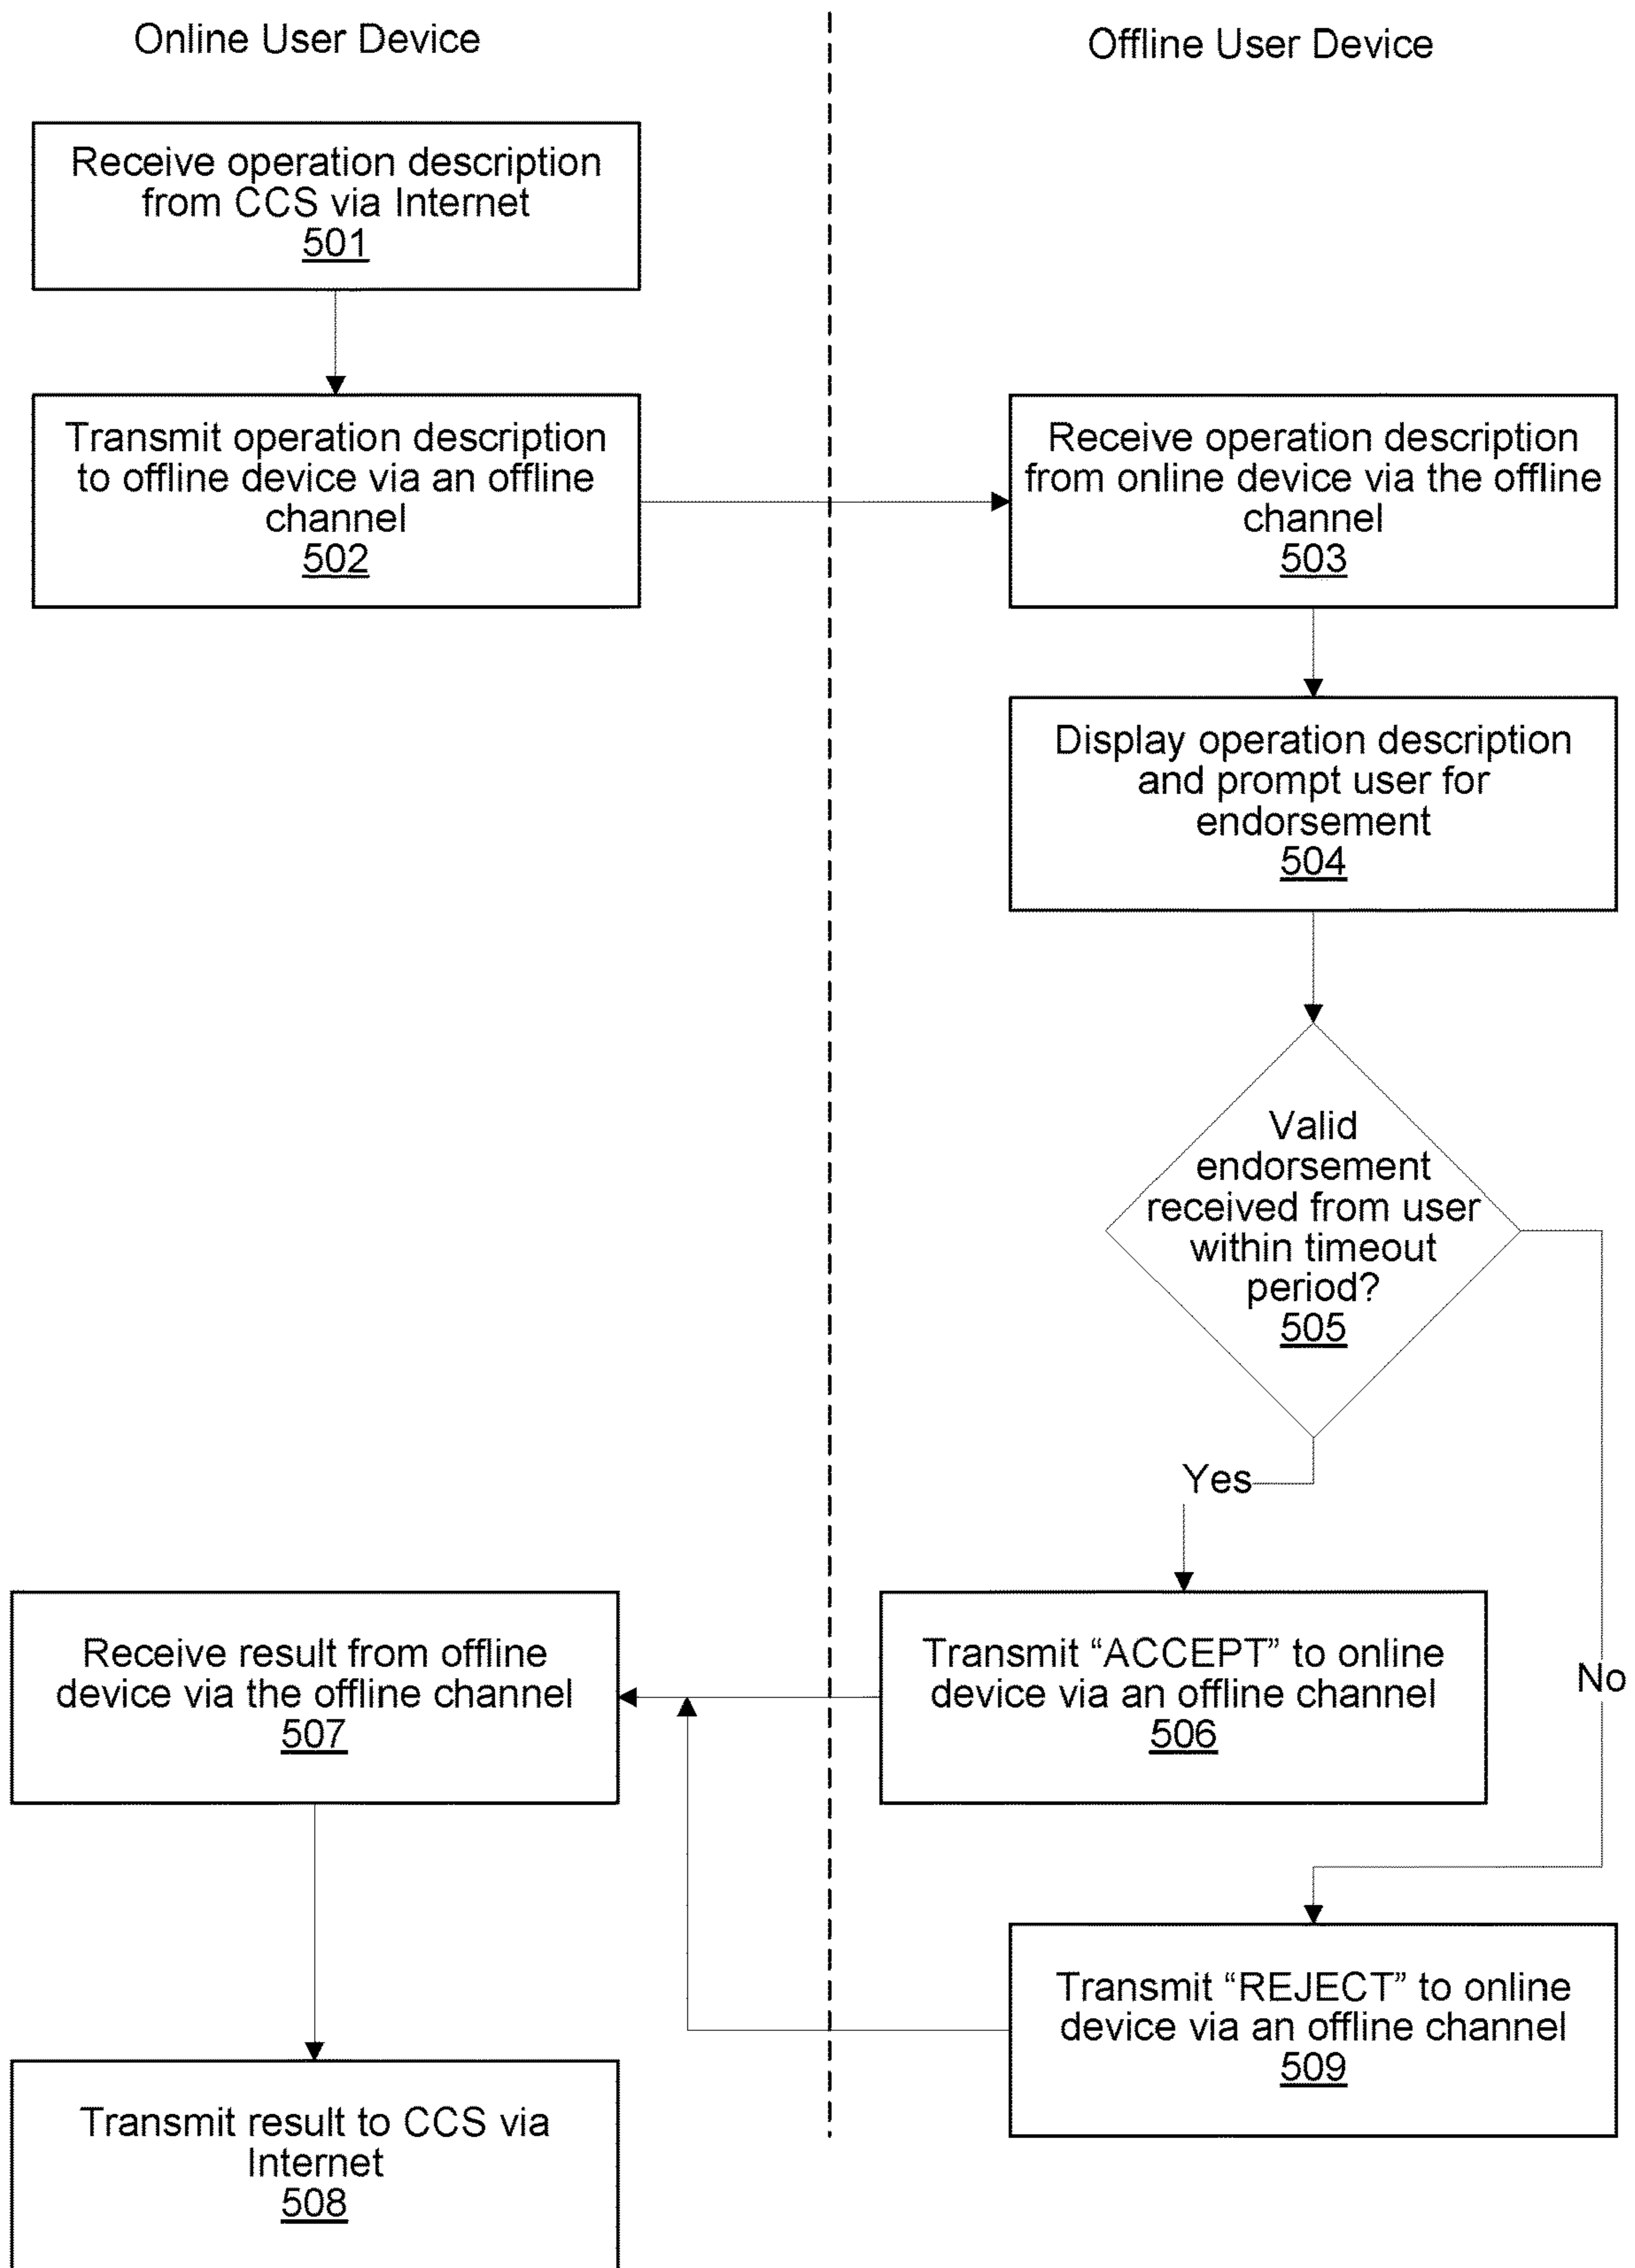 Online User Device
Offline User Device
Receive operation description
from CCS via Internet
501
Transmit operation description
to offline device via an offline
channel
502
Receive operation description
from online device via the offline
channel
503
Display operation description
and prompt user for
endorsement
504
Valid
endorsement
received from user
within timeout
period?
505
Yes
No
Transmit “ACCEPT” to online
device via an offline channel
506
Receive result from offline
device via the offline channel
507
Transmit “REJECT” to online
device via an offline channel
509
Transmit result to CCS via
Internet
508